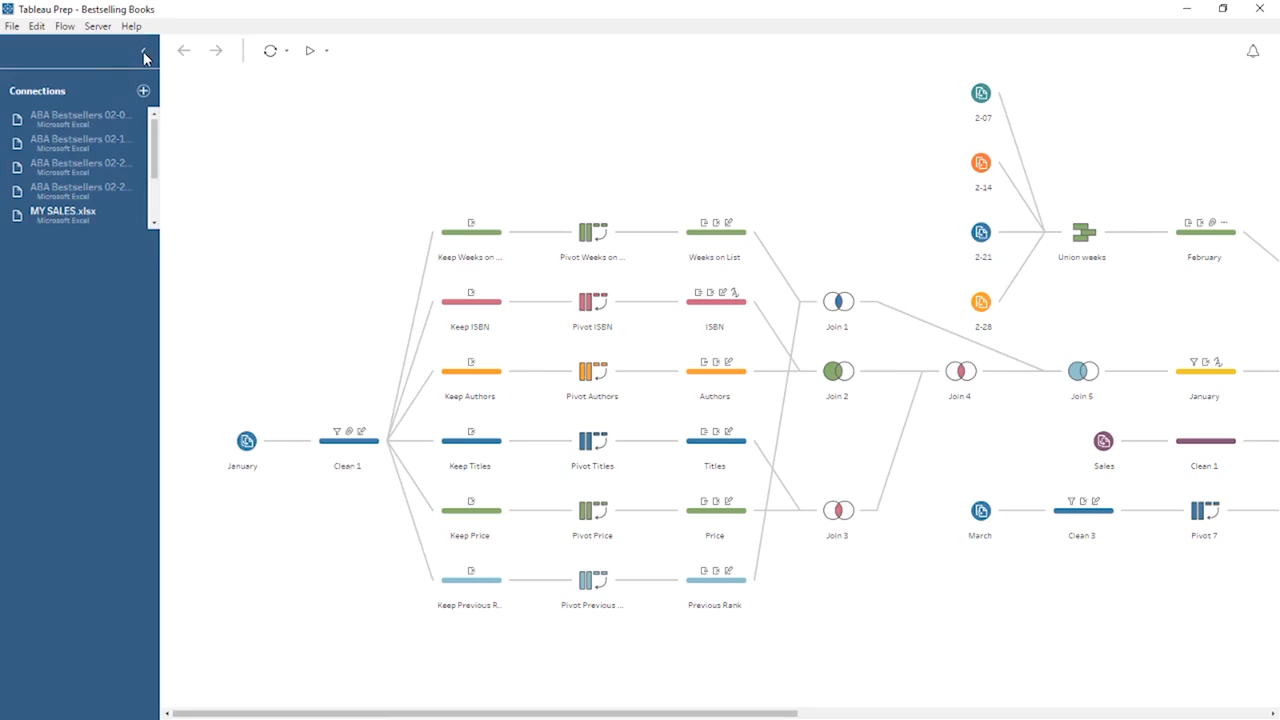 Tableau Prep - Bestselling Books
File Edit Flow Server Help
Connections
ABA Bestsellers 02-0...
Microsoft Excel
ABA Bestsellers 02-1...
Microsoft Excel
ABA Bestsellers 02-2...
Microsoft Excel
ABA Bestsellers 02-2...
Microsoft Excel
MY SALES.xlsx
Microsoft Excel
2-07
2-14
2-21
Union weeks
February
Keep Weeks on ...
Pivot Weeks on ...
Weeks on List
Keep ISBN
Pivot ISBN
ISBN
Join 1
2-28
Keep Authors
Pivot Authors
Authors
Join 2
Join 4
Join 5
January
January
Clean 1
Keep Titles
Pivot Titles
Titles
Sales
Clean 1
Keep Price
Pivot Price
Price
Join 3
March
Clean 3
Pivot 7
Keep Previous R..
Pivot Previous ...
Previous Rank